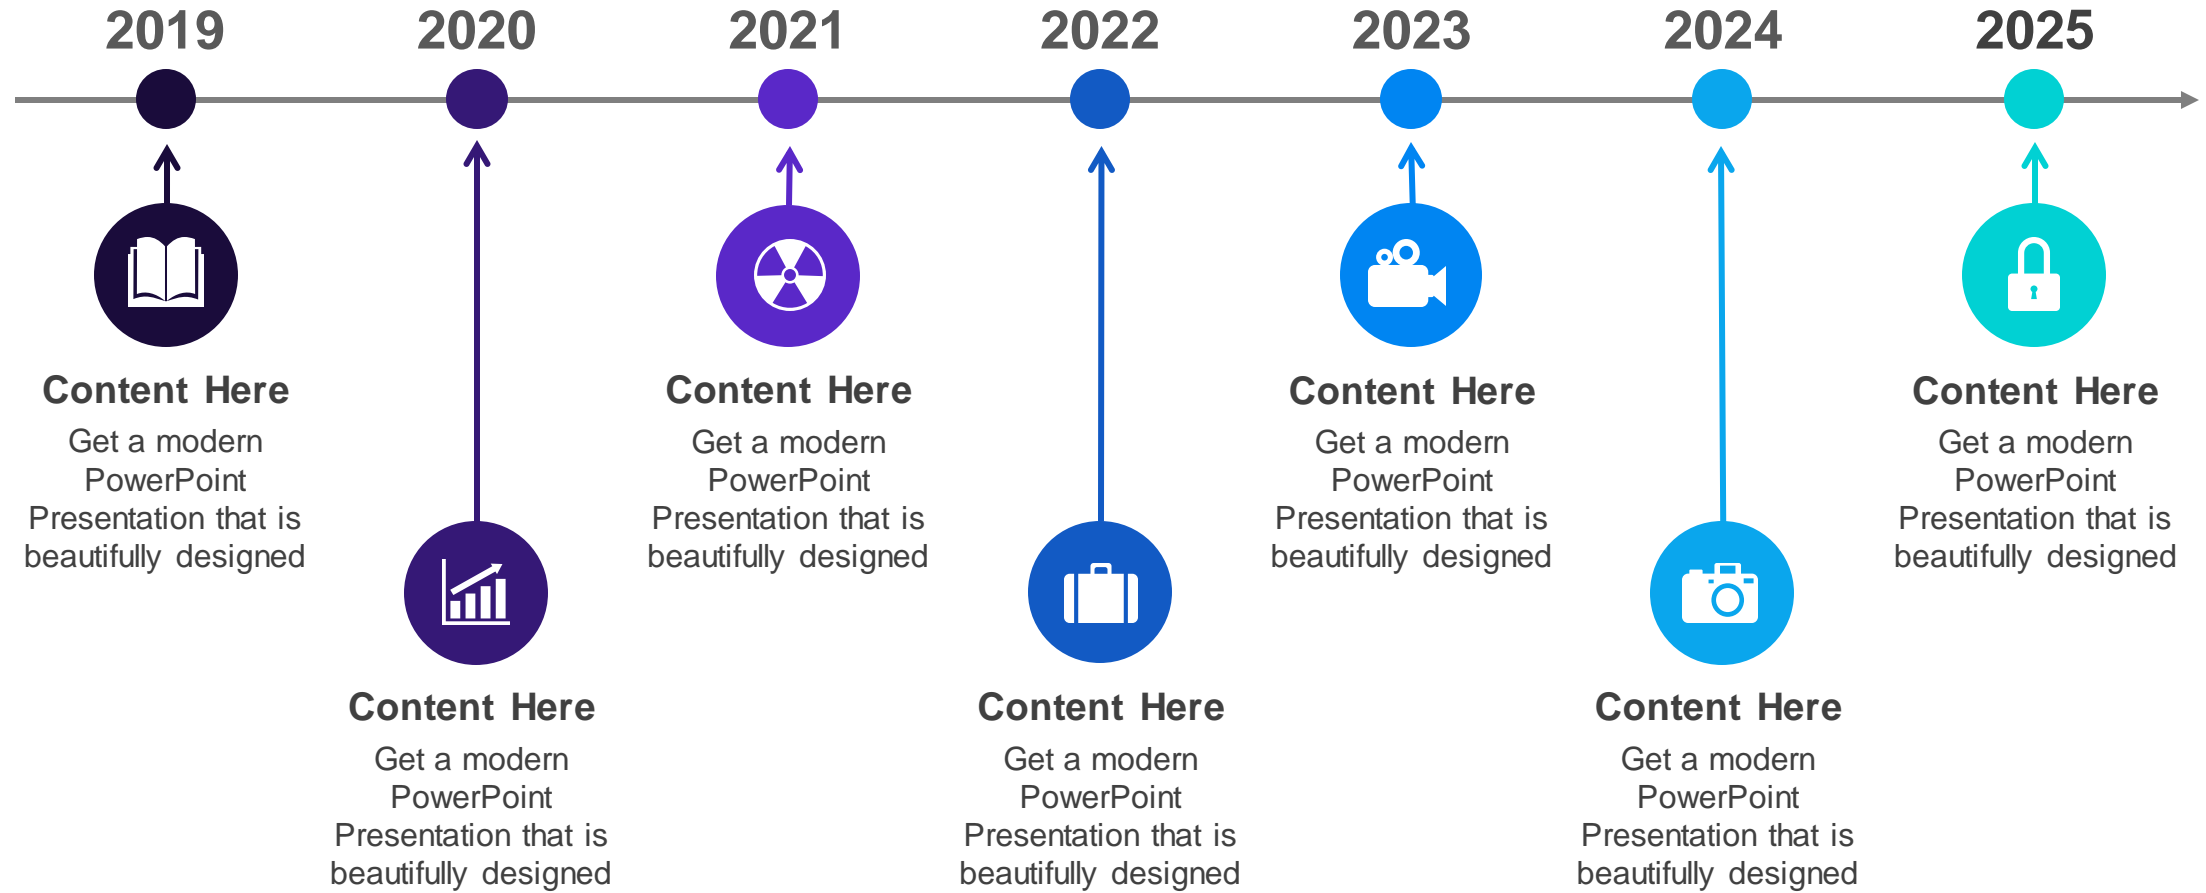 2019
2020
2021
2022
2023
2024
2025
Content Here
Get a modern
PowerPoint
Presentation that is
beautifully designed
Content Here
Get a modern
PowerPoint
Presentation that is
beautifully designed
Content Here
Get a modern
PowerPoint
Presentation that is
beautifully designed
Content Here
Get a modern
PowerPoint
Presentation that is
beautifully designed
Content Here
Get a modern
PowerPoint
Presentation that is
beautifully designed
Content Here
Get a modern
PowerPoint
Presentation that is
beautifully designed
Content Here
Get a modern
PowerPoint
Presentation that is
beautifully designed